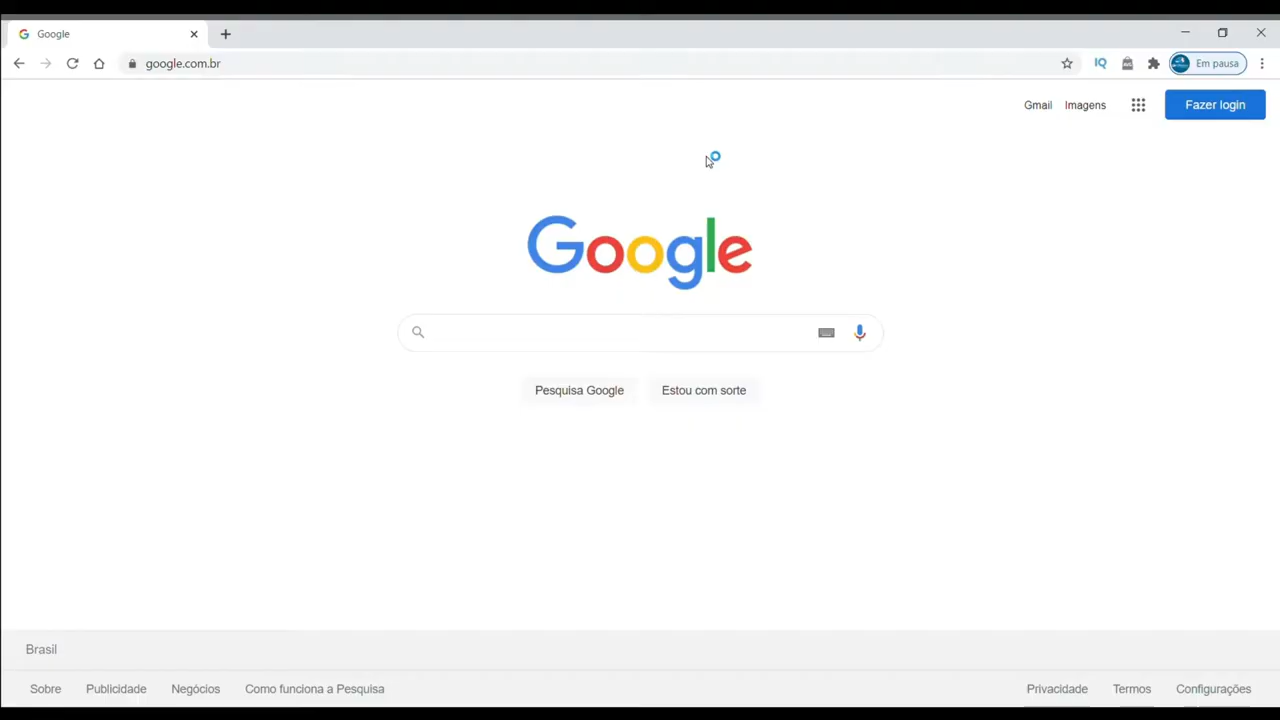 Google
google.com.br
IQ
Em pausa
Gmail Imagens Fazer login
Google
Pesquisa Google Estou com sorte
Brasil
Sobre Publicidade Negócios Como funciona a Pesquisa Privacidade Termos Configurações